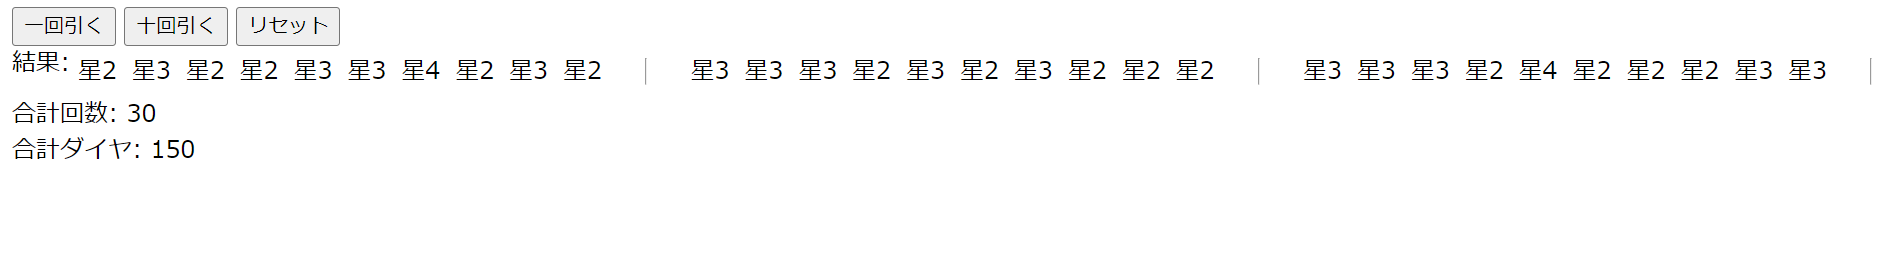 一回引く 十回引く リセット
結果: 星2 星3 星2 星2 星3 星3 星4 星2 星3 星2 星3 星3 星3 星2 星3 星2 星3 星2 星2 星2 星3 星3 星3 星2 星4 星2 星2 星2 星3 星3
合計回数: 30
合計ダイヤ: 150